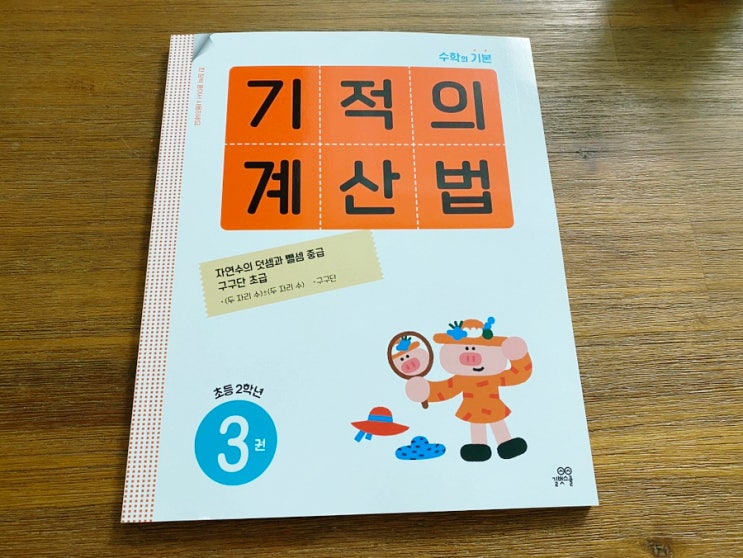 수학의 기본
기적의
계산법
자연수의 덧셈과 뺄셈 중급
구구단 초급
• (두 자리 수)±(두 자리 수) • 구구단
초등 2학년
3권
길벗스쿨